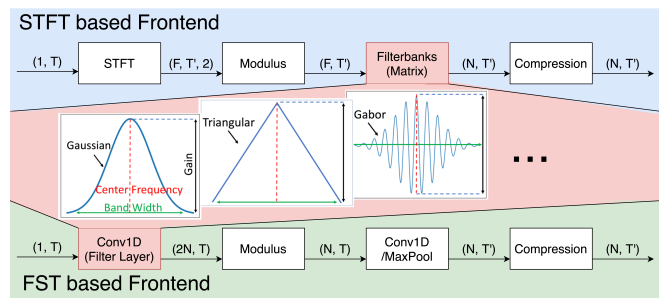 STFT based Frontend
(1, T)
STFT
(F, T', 2)
Modulus
(F, T')
Filterbanks
(Matrix)
(N, T')
Compression
(N, T')
Gaussian
Gain
Center Frequency
Band Width
Triangular
Gabor
...
(1, T)
Conv1D
(Filter Layer)
(2N, T)
Modulus
(N, T)
Conv1D
/MaxPool
(N, T')
Compression
(N, T')
FST based Frontend